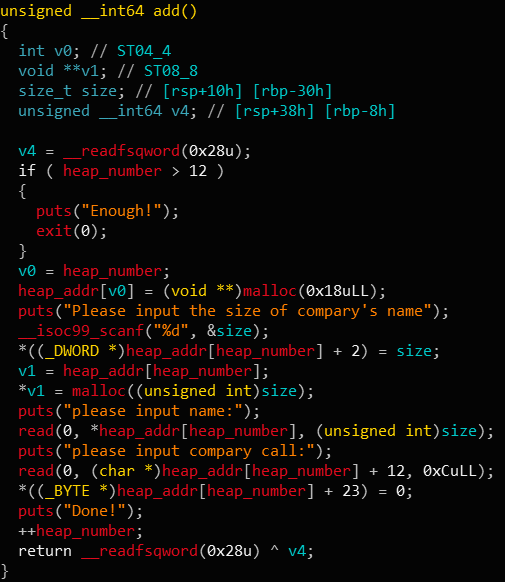 unsigned __int64 add()
{
  int v0; // ST04_4
  void **v1; // ST08_8
  size_t size; // [rsp+10h] [rbp-30h]
  unsigned __int64 v4; // [rsp+38h] [rbp-8h]

  v4 = __readfsqword(0x28u);
  if ( heap_number > 12 )
  {
    puts("Enough!");
    exit(0);
  }
  v0 = heap_number;
  heap_addr[v0] = (void **)malloc(0x18uLL);
  puts("Please input the size of compary's name");
  __isoc99_scanf("%d", &size);
  *((_DWORD *)heap_addr[heap_number] + 2) = size;
  v1 = heap_addr[heap_number];
  *v1 = malloc((unsigned int)size);
  puts("please input name:");
  read(0, *heap_addr[heap_number], (unsigned int)size);
  puts("please input compary call:");
  read(0, (char *)heap_addr[heap_number] + 12, 0xCuLL);
  *((_BYTE *)heap_addr[heap_number] + 23) = 0;
  puts("Done!");
  ++heap_number;
  return __readfsqword(0x28u) ^ v4;
}